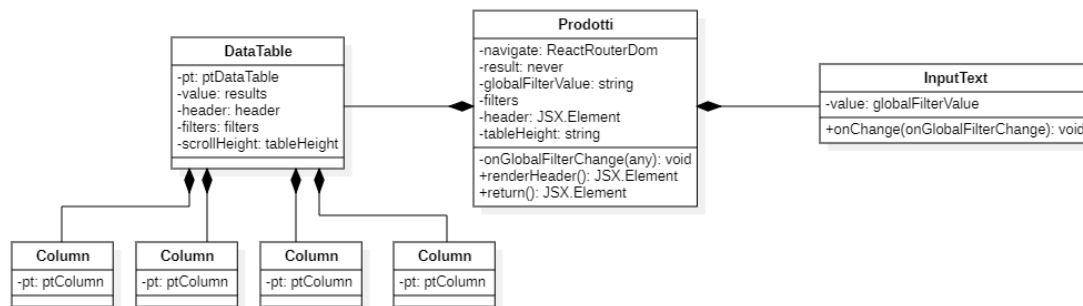 DataTable
-pt: ptDataTable
-value: results
-header: header
-filters: filters
-scrollHeight: tableHeight
Prodotti
-navigate: ReactRouterDom
-result: never
-globalFilterValue: string
-filters
-header: JSX.Element
-tableHeight: string
-onGlobalFilterChange(any): void
+renderHeader(): JSX.Element
+return(): JSX.Element
InputText
-value: globalFilterValue
+onChange(onGlobalFilterChange): void
Column
-pt: ptColumn
Column
-pt: ptColumn
Column
-pt: ptColumn
Column
-pt: ptColumn